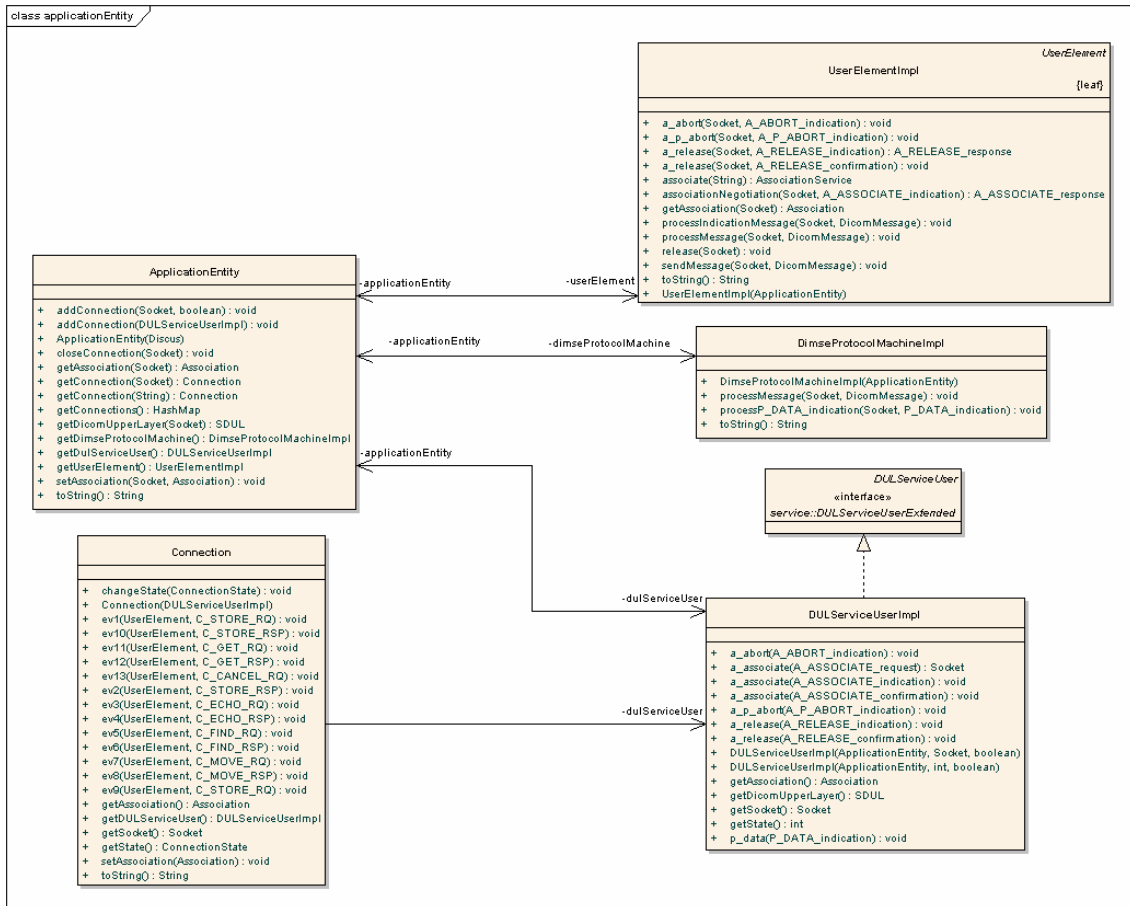 class applicationEntity
UserElement
UserElementImpl
{leaf}
+ a_abort(Socket, A_ABORT_indication) : void
+ a_p_abort(Socket, A_P_ABORT_indication) : void
+ a_release(Socket, A_RELEASE_indication) : A_RELEASE_response
+ a_release(Socket, A_RELEASE_confirmation) : void
+ associate(String) : AssociationService
+ associationNegotiation(Socket, A_ASSOCIATE_indication) : A_ASSOCIATE_response
+ getAssociation(Socket) : Association
+ processIndicationMessage(Socket, DicomMessage) : void
+ processMessage(Socket, DicomMessage) : void
+ release(Socket) : void
+ sendMessage(Socket, DicomMessage) : void
+ toString() : String
+ UserElementImpl(ApplicationEntity)
ApplicationEntity
+ addConnection(Socket, boolean) : void
+ addConnection(DULServiceUserImpl) : void
+ ApplicationEntity(Discus)
+ closeConnection(Socket) : void
+ getAssociation(Socket) : Association
+ getConnection(Socket) : Connection
+ getConnection(String) : Connection
+ getConnections() : HashMap
+ getDicomUpperLayer(Socket) : SDUL
+ getDimseProtocolMachine() : DimseProtocolMachineImpl
+ getDulServiceUser() : DULServiceUserImpl
+ getUserElement() : UserElementImpl
+ setAssociation(Socket, Association) : void
+ toString() : String
-applicationEntity
-userElement
-applicationEntity
-dimseProtocolMachine
-applicationEntity
DimseProtocolMachineImpl
+ DimseProtocolMachineImpl(ApplicationEntity)
+ processMessage(Socket, DicomMessage) : void
+ processP_DATA_indication(Socket, P_DATA_indication) : void
+ toString() : String
DULServiceUser
«interface»
service::DULServiceUserExtended
Connection
+ changeState(ConnectionState) : void
+ Connection(DULServiceUserImpl)
+ ev1(UserElement, C_STORE_RQ) : void
+ ev10(UserElement, C_STORE_RSP) : void
+ ev11(UserElement, C_GET_RQ) : void
+ ev12(UserElement, C_GET_RSP) : void
+ ev13(UserElement, C_CANCEL_RQ) : void
+ ev2(UserElement, C_STORE_RSP) : void
+ ev3(UserElement, C_ECHO_RQ) : void
+ ev4(UserElement, C_ECHO_RSP) : void
+ ev5(UserElement, C_FIND_RQ) : void
+ ev6(UserElement, C_FIND_RSP) : void
+ ev7(UserElement, C_MOVE_RQ) : void
+ ev8(UserElement, C_MOVE_RSP) : void
+ ev9(UserElement, C_STORE_RQ) : void
+ getAssociation() : Association
+ getDULServiceUser() : DULServiceUserImpl
+ getSocket() : Socket
+ getState() : ConnectionState
+ setAssociation(Association) : void
+ toString() : String
-dulServiceUser
-dulServiceUser
DULServiceUserImpl
+ a_abort(A_ABORT_indication) : void
+ a_associate(A_ASSOCIATE_request) : Socket
+ a_associate(A_ASSOCIATE_indication) : void
+ a_associate(A_ASSOCIATE_confirmation) : void
+ a_p_abort(A_P_ABORT_indication) : void
+ a_release(A_RELEASE_indication) : void
+ a_release(A_RELEASE_confirmation) : void
+ DULServiceUserImpl(ApplicationEntity, Socket, boolean)
+ DULServiceUserImpl(ApplicationEntity, int, boolean)
+ getAssociation() : Association
+ getDicomUpperLayer() : SDUL
+ getSocket() : Socket
+ getState() : int
+ p_data(P_DATA_indication) : void